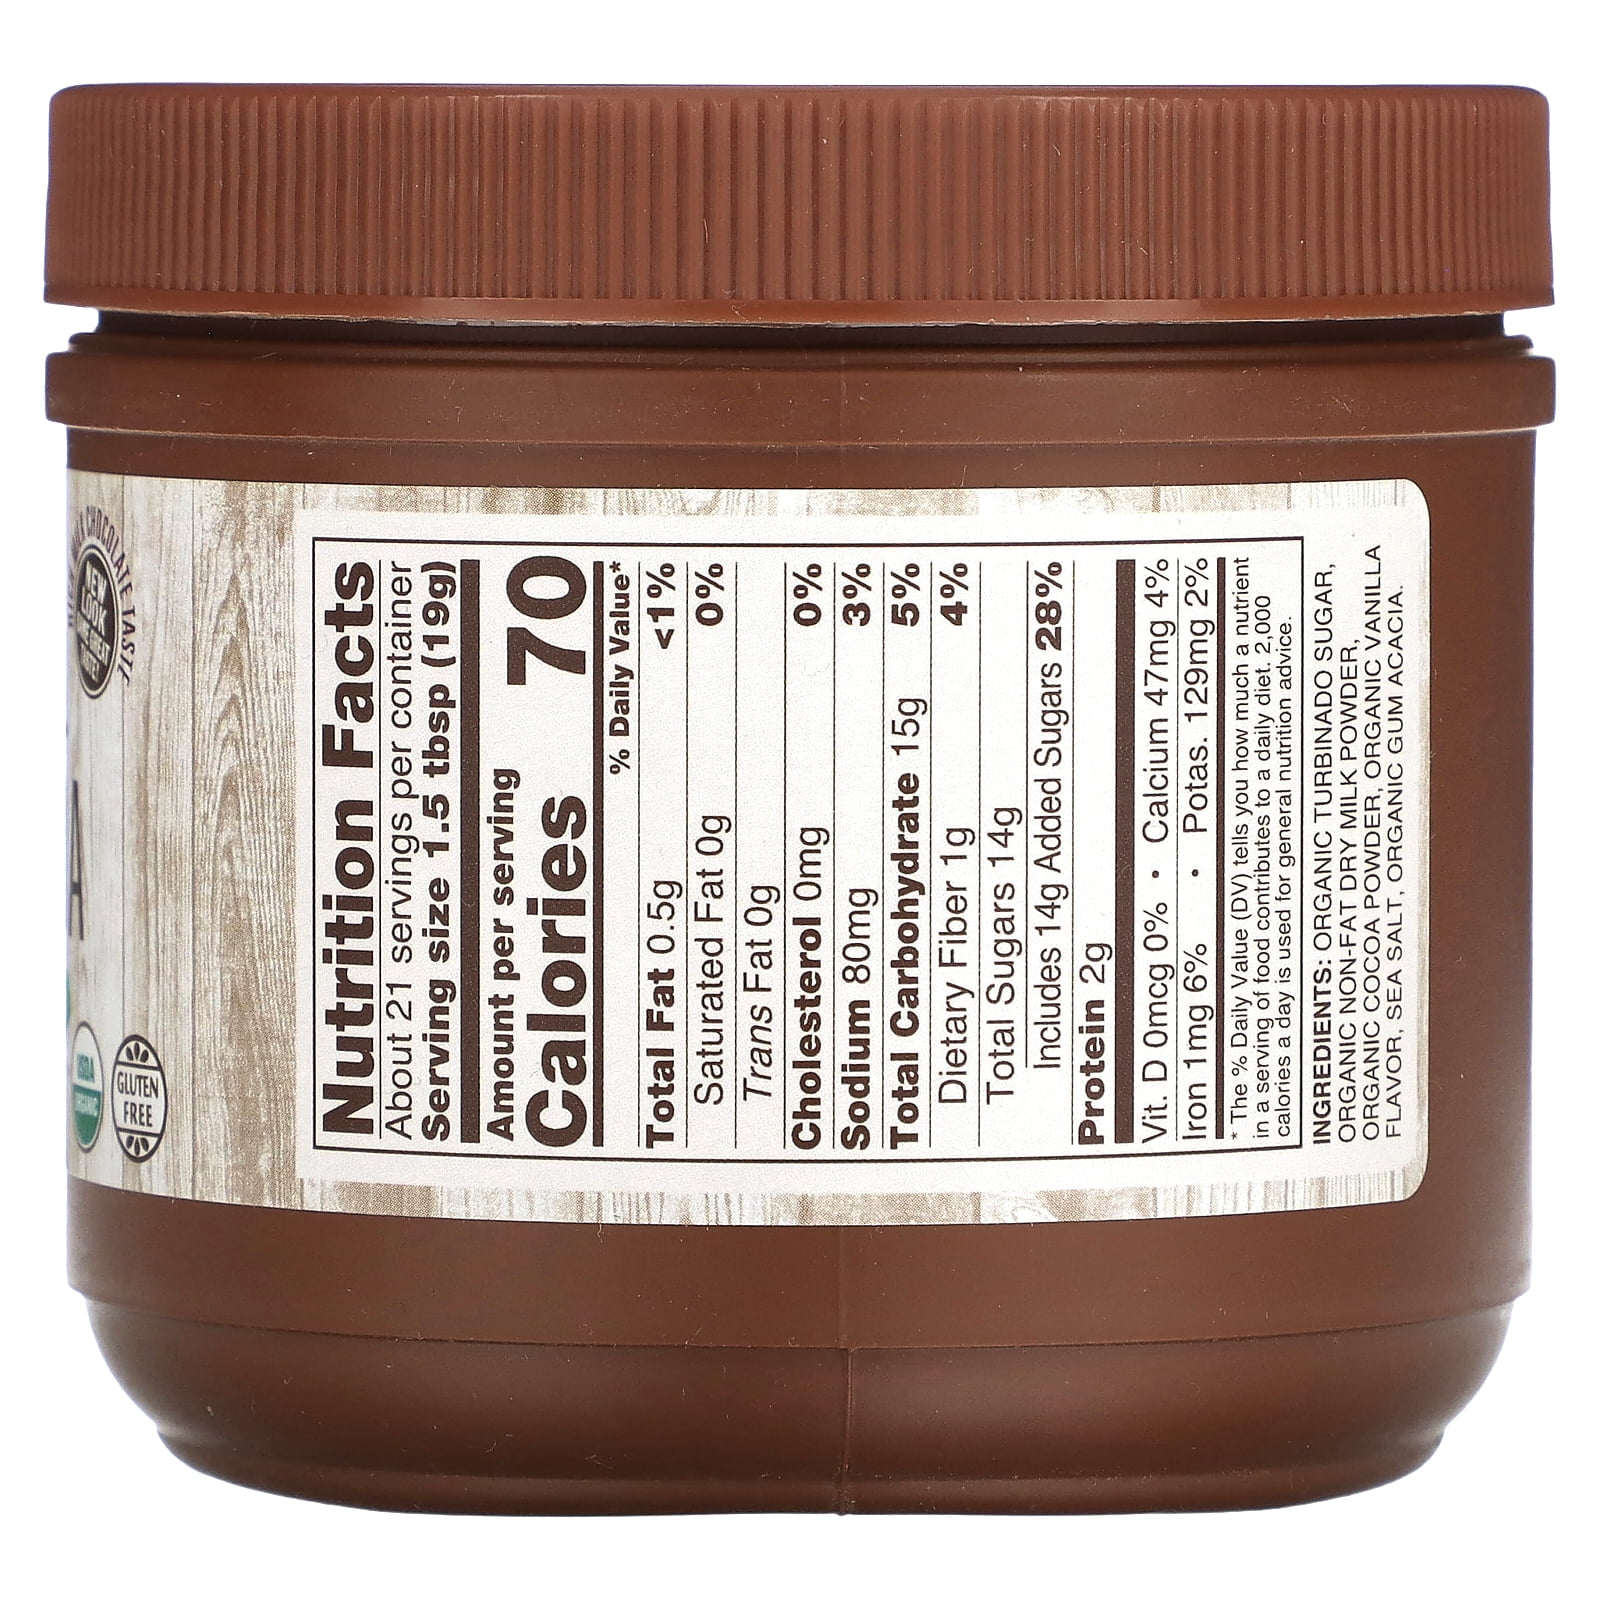 MILK CHOCOLATE TASTE
NEW
LOOK
SAME GREAT
TASTE!
A
USDA
ORGANIC
GLUTEN
FREE
Nutrition Facts
About 21 servings per container
Serving size 1.5 tbsp (19g)
Amount per serving
Calories 70
% Daily Value*
Total Fat 0.5g <1%
Saturated Fat 0g 0%
Trans Fat 0g
Cholesterol 0mg 0%
Sodium 80mg 3%
Total Carbohydrate 15g 5%
Dietary Fiber 1g 4%
Total Sugars 14g
Includes 14g Added Sugars 28%
Protein 2g
Vit. D 0mcg 0% • Calcium 47mg 4%
Iron 1mg 6% • Potas. 129mg 2%
* The % Daily Value (DV) tells you how much a nutrient
in a serving of food contributes to a daily diet. 2,000
calories a day is used for general nutrition advice.
INGREDIENTS: ORGANIC TURBINADO SUGAR,
ORGANIC NON-FAT DRY MILK POWDER,
ORGANIC COCOA POWDER, ORGANIC VANILLA
FLAVOR, SEA SALT, ORGANIC GUM ACACIA.